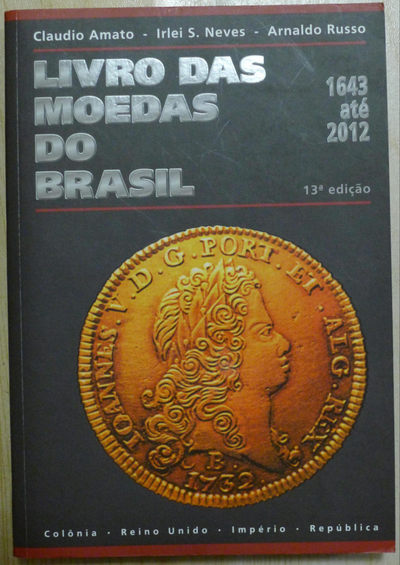 Claudio Amato - Irlei S. Neves - Arnaldo Russo
LIVRO DAS
MOEDAS
DO
BRASIL
1643
até
2012
13ª edição
IOANNES.V.D.G.PORT.ET.ALG.REX
B.
1732
Colônia · Reino Unido · Império · República